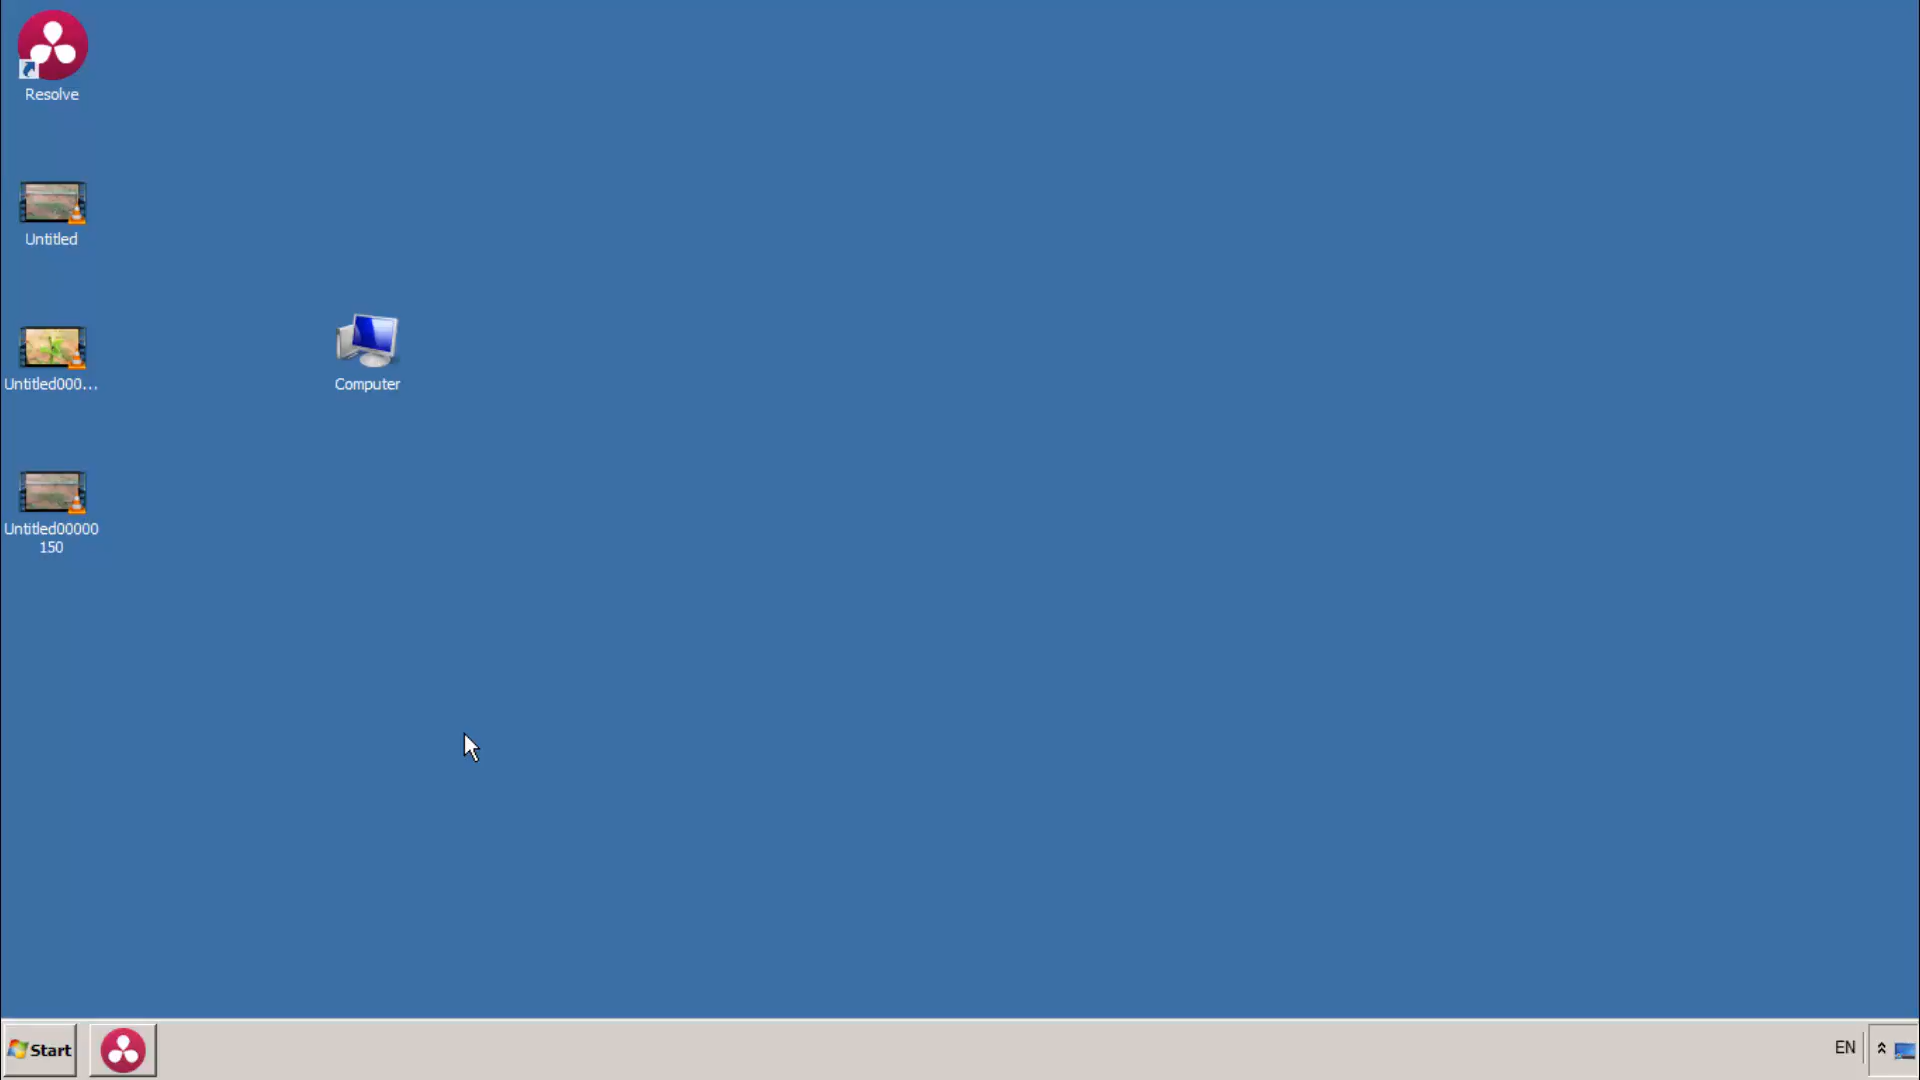 Resolve
Untitled
Untitled000...
Computer
Untitled00000
150
Start
EN